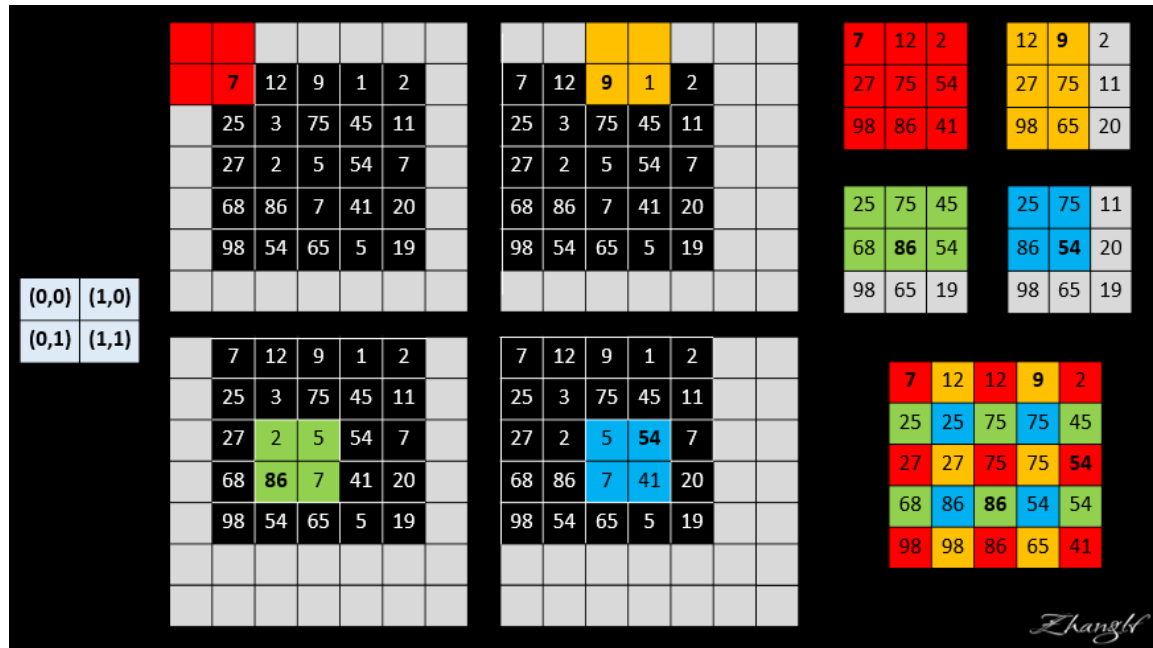 (0,0) (1,0)
(0,1) (1,1)
7 12 9 1 2
25 3 75 45 11
27 2 5 54 7
68 86 7 41 20
98 54 65 5 19
7 12 9 1 2
25 3 75 45 11
27 2 5 54 7
68 86 7 41 20
98 54 65 5 19
7 12 2
27 75 54
98 86 41
12 9 2
27 75 11
98 65 20
25 75 45
68 86 54
98 65 19
25 75 11
86 54 20
98 65 19
7 12 9 1 2
25 3 75 45 11
27 2 5 54 7
68 86 7 41 20
98 54 65 5 19
7 12 9 1 2
25 3 75 45 11
27 2 5 54 7
68 86 7 41 20
98 54 65 5 19
7 12 12 9 2
25 25 75 75 45
27 27 75 75 54
68 86 86 54 54
98 98 86 65 41